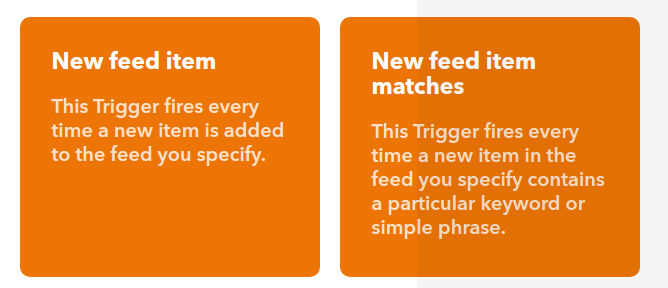 New feed item
This Trigger fires every
time a new item is added
to the feed you specify.
New feed item
matches
This Trigger fires every
time a new item in the
feed you specify contains
a particular keyword or
simple phrase.